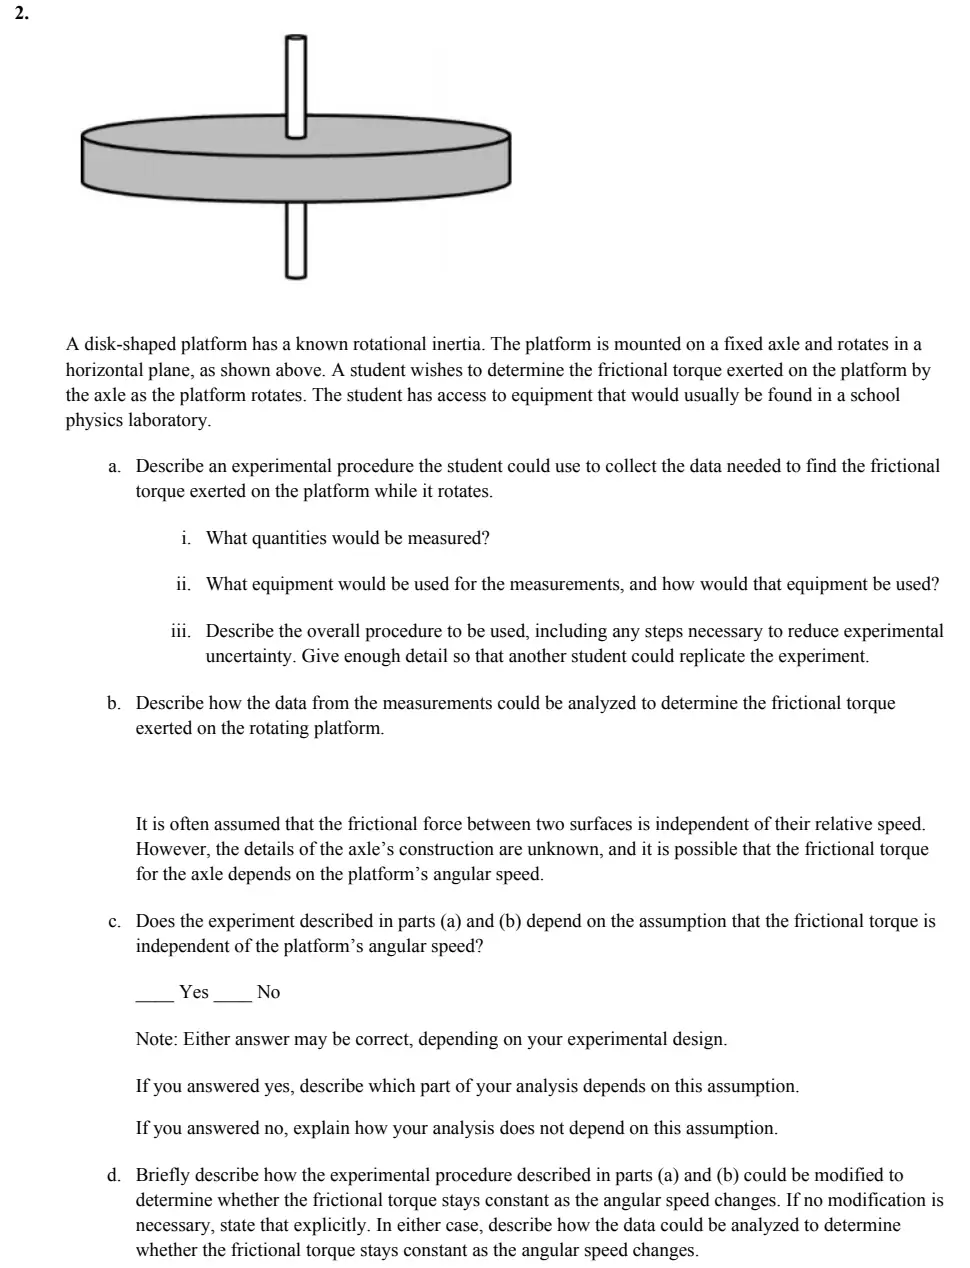 2.
A disk-shaped platform has a known rotational inertia. The platform is mounted on a fixed axle and rotates in a
horizontal plane, as shown above. A student wishes to determine the frictional torque exerted on the platform by
the axle as the platform rotates. The student has access to equipment that would usually be found in a school
physics laboratory.
a. Describe an experimental procedure the student could use to collect the data needed to find the frictional
torque exerted on the platform while it rotates.
i. What quantities would be measured?
ii. What equipment would be used for the measurements, and how would that equipment be used?
iii. Describe the overall procedure to be used, including any steps necessary to reduce experimental
uncertainty. Give enough detail so that another student could replicate the experiment.
b. Describe how the data from the measurements could be analyzed to determine the frictional torque
exerted on the rotating platform.
It is often assumed that the frictional force between two surfaces is independent of their relative speed.
However, the details of the axle’s construction are unknown, and it is possible that the frictional torque
for the axle depends on the platform’s angular speed.
c. Does the experiment described in parts (a) and (b) depend on the assumption that the frictional torque is
independent of the platform’s angular speed?
____ Yes ____ No
Note: Either answer may be correct, depending on your experimental design.
If you answered yes, describe which part of your analysis depends on this assumption.
If you answered no, explain how your analysis does not depend on this assumption.
d. Briefly describe how the experimental procedure described in parts (a) and (b) could be modified to
determine whether the frictional torque stays constant as the angular speed changes. If no modification is
necessary, state that explicitly. In either case, describe how the data could be analyzed to determine
whether the frictional torque stays constant as the angular speed changes.